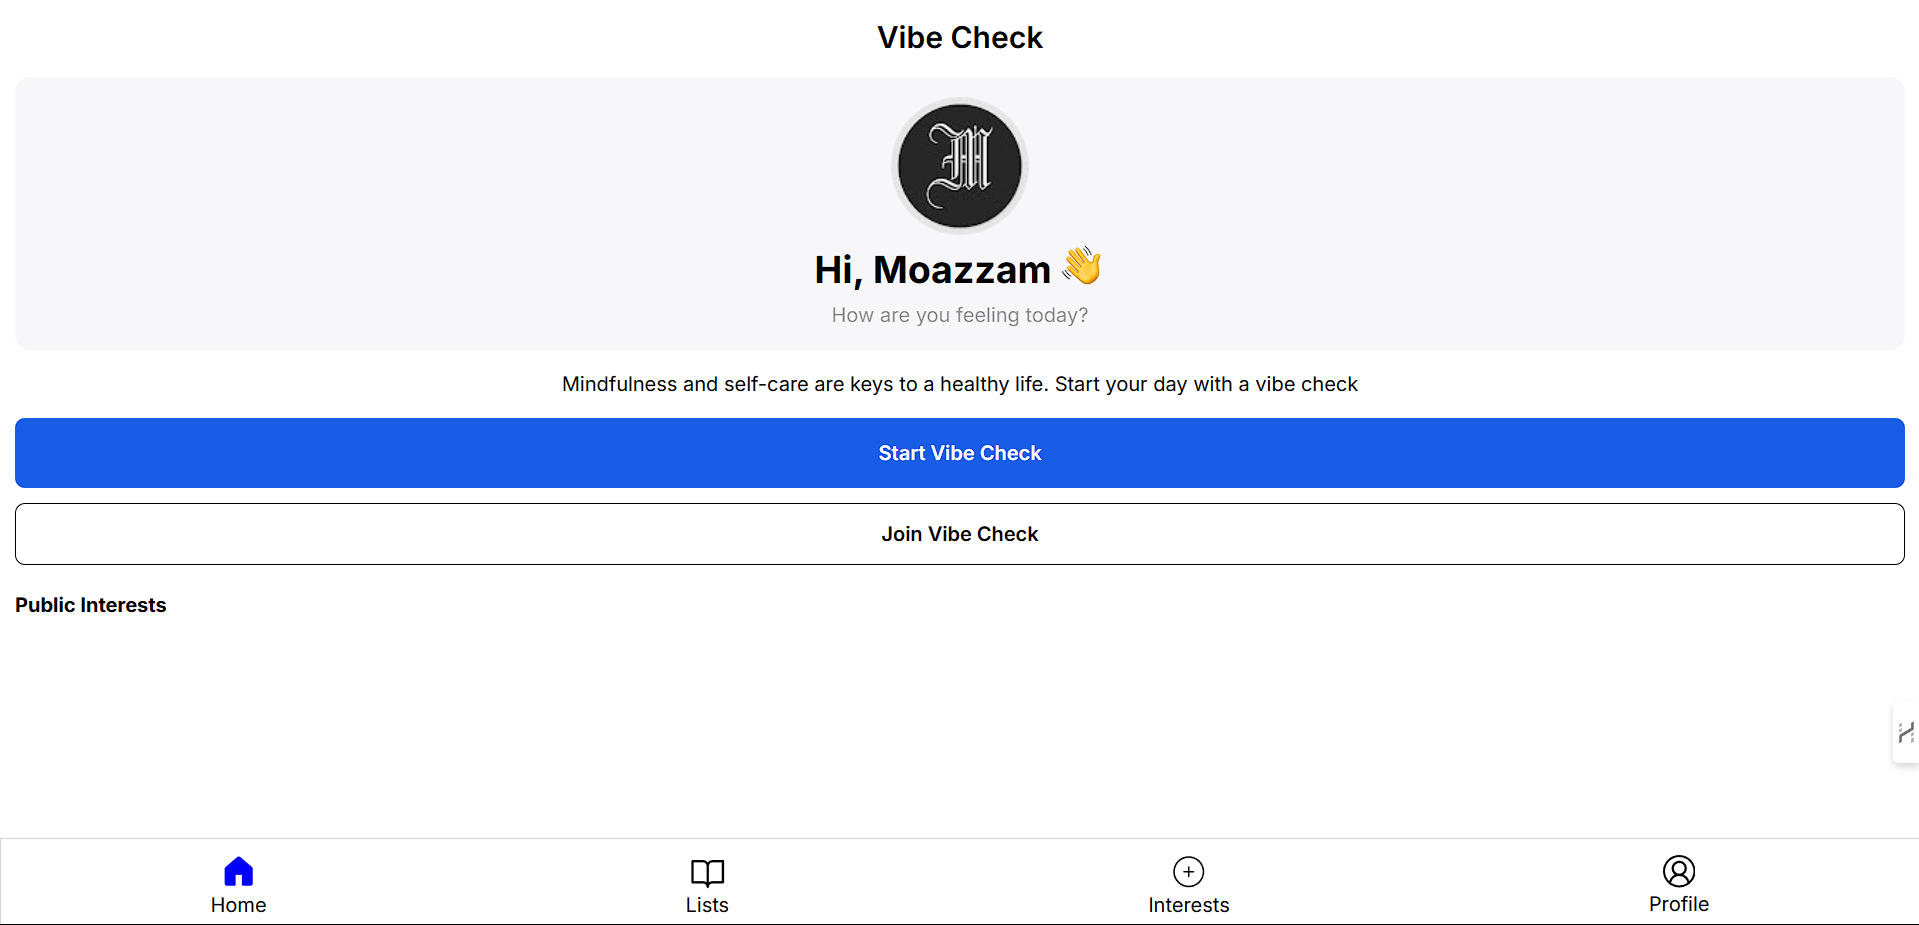 Vibe Check
M
Hi, Moazzam 👋
How are you feeling today?
Mindfulness and self-care are keys to a healthy life. Start your day with a vibe check
Start Vibe Check
Join Vibe Check
Public Interests
Home
Lists
Interests
Profile